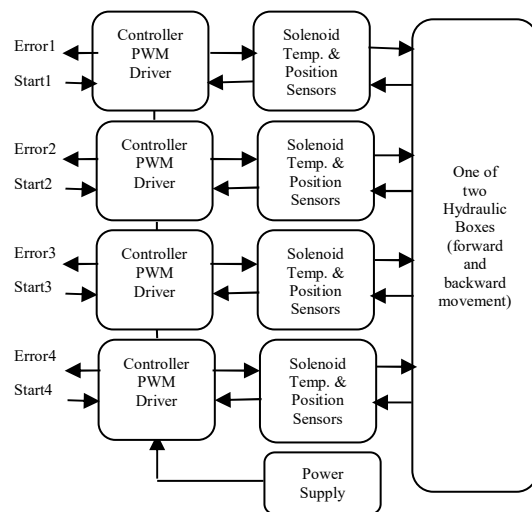 Error1
Start1
Controller
PWM
Driver
Solenoid
Temp. &
Position
Sensors
Error2
Start2
Controller
PWM
Driver
Solenoid
Temp. &
Position
Sensors
Error3
Start3
Controller
PWM
Driver
Solenoid
Temp. &
Position
Sensors
Error4
Start4
Controller
PWM
Driver
Solenoid
Temp. &
Position
Sensors
One of
two
Hydraulic
Boxes
(forward
and
backward
movement)
Power
Supply